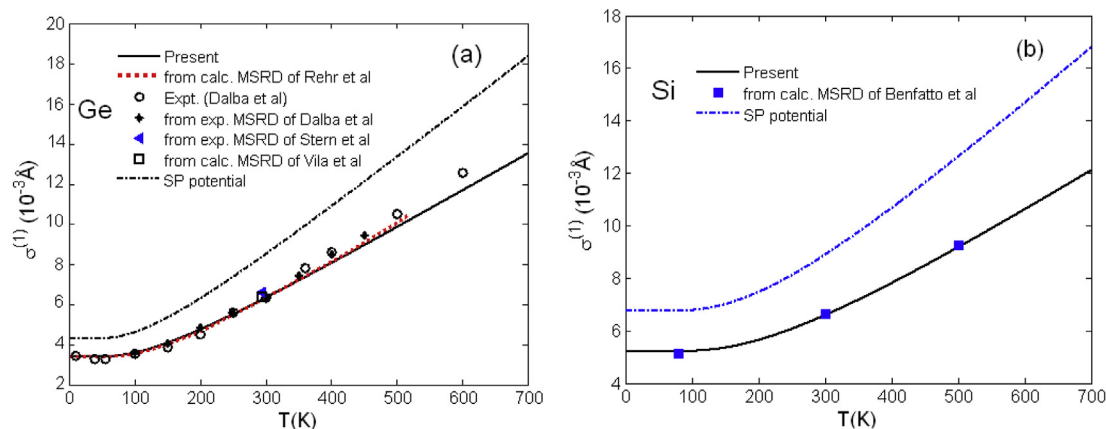 20
18
16
14
12
10
8
6
4
2
σ(1) (10-3Å)
0
100
200
300
400
500
600
700
T(K)
(a)
Ge
Present
from calc. MSRD of Rehr et al
Expt. (Dalba et al)
from exp. MSRD of Dalba et al
from exp. MSRD of Stern et al
from calc. MSRD of Vila et al
SP potential
18
16
14
12
10
8
6
4
σ(1) (10-3Å)
0
100
200
300
400
500
600
700
T(K)
(b)
Si
Present
from calc. MSRD of Benfatto et al
SP potential